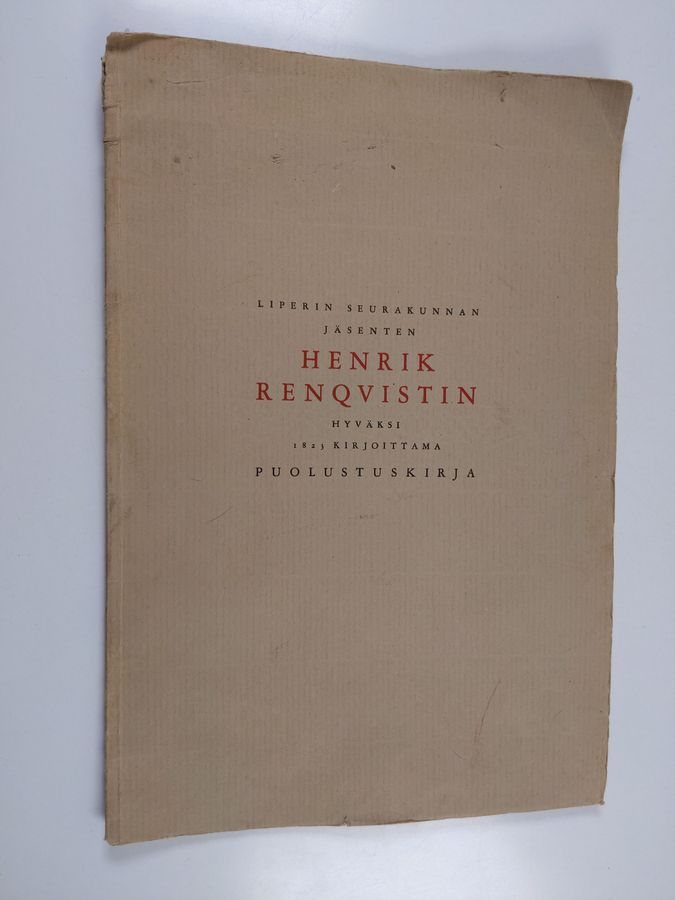 LIPERIN SEURAKUNNAN
JÄSENTEN
HENRIK
RENQVISTIN
HYVÄKSI
1823 KIRJOITTAMA
PUOLUSTUSKIRJA